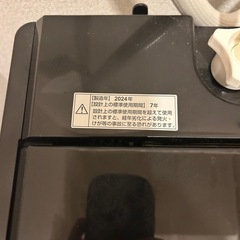 【製造年】2024年
【設計上の標準使用期間】7年
設計上の標準使用期間を超えて使用
されますと、経年劣化による発火・
けが等の事故に至る恐れがあります。